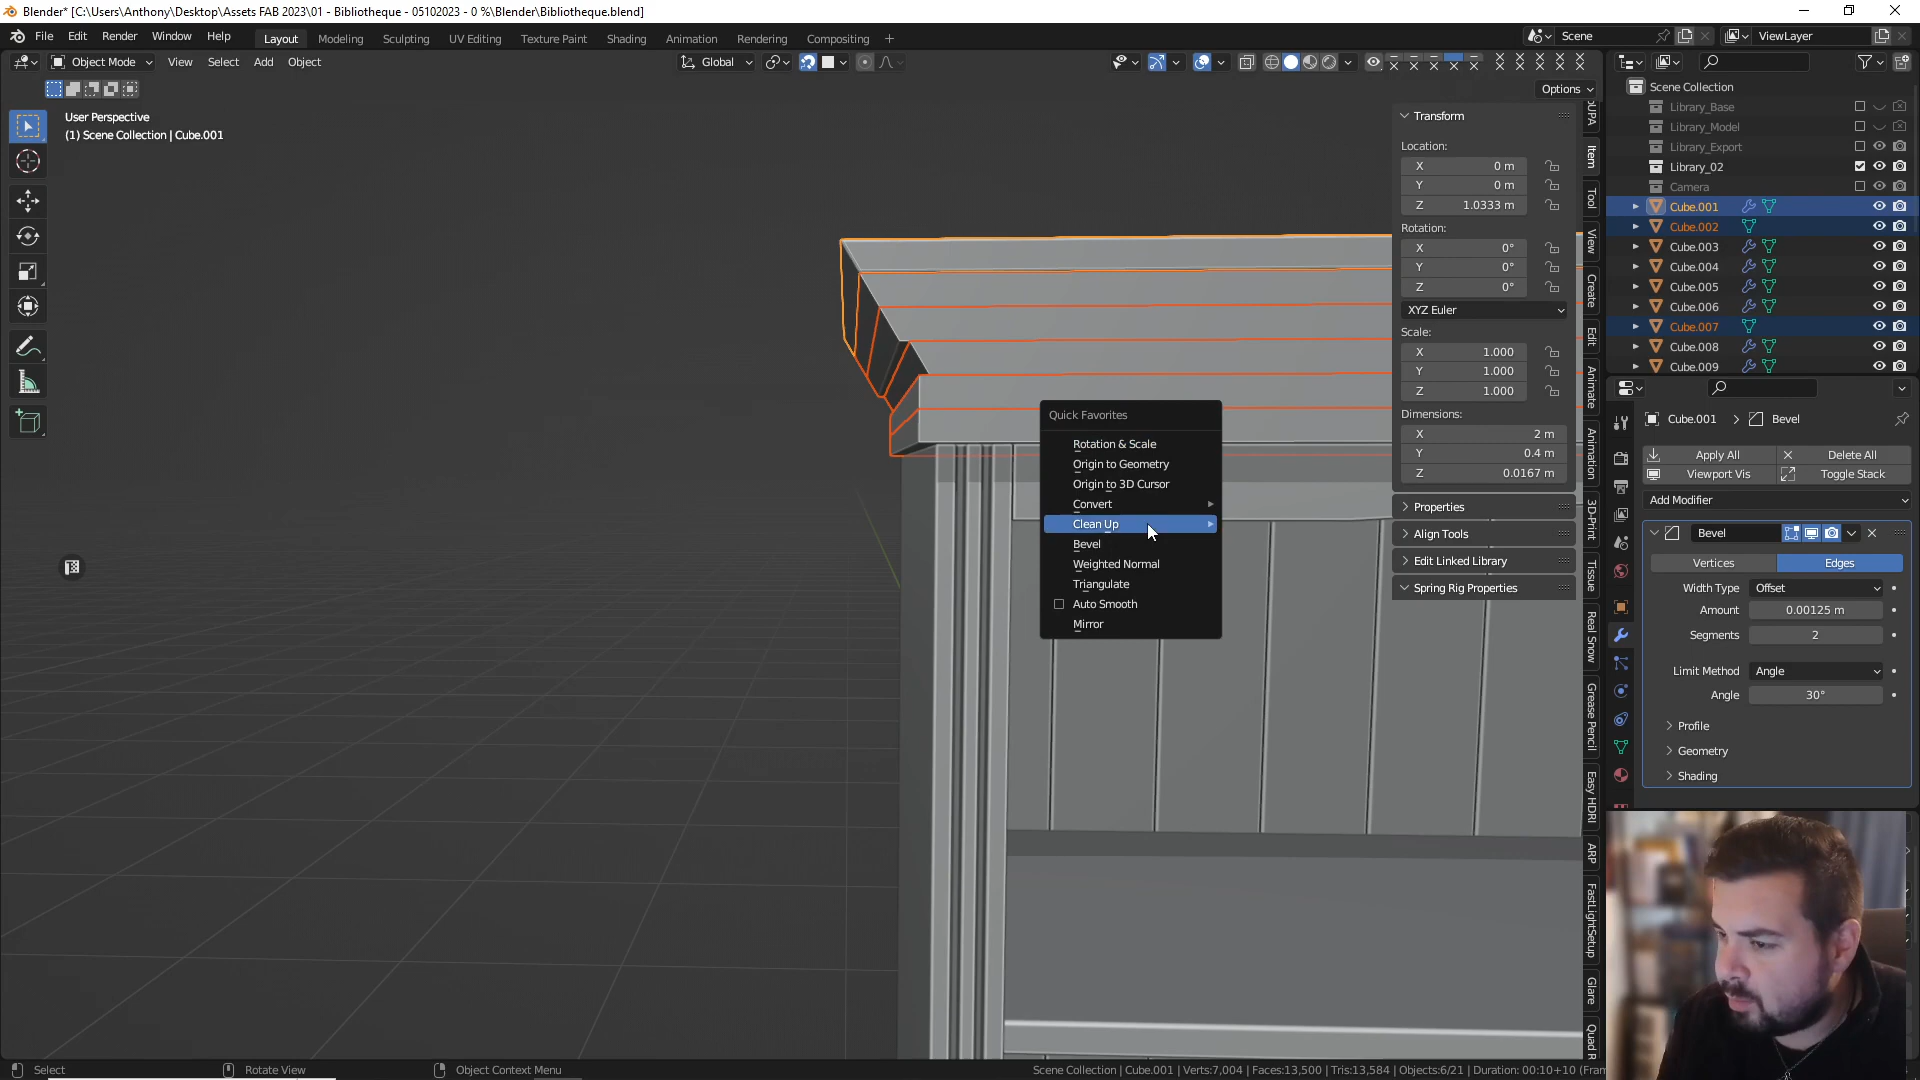 Blender* [C:\Users\Anthony\Desktop\Assets FAB 2023\01 - Bibliotheque - 05102023 - 0 %\Blender\Bibliotheque.blend]
File Edit Render Window Help Layout Modeling Sculpting UV Editing Texture Paint Shading Animation Rendering Compositing Scene ViewLayer
Object Mode View Select Add Object Global
Options
User Perspective
(1) Scene Collection | Cube.001
Transform
Location:
X 0 m
Y 0 m
Z 1.0333 m
Rotation:
X 0°
Y 0°
Z 0°
XYZ Euler
Scale:
X 1.000
Y 1.000
Z 1.000
Dimensions:
X 2 m
Y 0.4 m
Z 0.0167 m
Properties
Align Tools
Edit Linked Library
Spring Rig Properties
Item
Tool
View
Create
Edit
Animate
Animation
3D-Print
Tissue
Real Snow
Grease Pencil
Easy HDRI
ARP
FastLightSetup
Glare
Quad R
Quick Favorites
Rotation & Scale
Origin to Geometry
Origin to 3D Cursor
Convert
Clean Up
Bevel
Weighted Normal
Triangulate
Auto Smooth
Mirror
Scene Collection
Library_Base
Library_Model
Library_Export
Library_02
Camera
Cube.001
Cube.002
Cube.003
Cube.004
Cube.005
Cube.006
Cube.007
Cube.008
Cube.009
Cube.001 Bevel
Apply All Delete All
Viewport Vis Toggle Stack
Add Modifier
Bevel
Vertices Edges
Width Type Offset
Amount 0.00125 m
Segments 2
Limit Method Angle
Angle 30°
Profile
Geometry
Shading
Select Rotate View Object Context Menu Scene Collection | Cube.001 | Verts:7,004 | Faces:13,500 | Tris:13,584 | Objects:6/21 | Duration: 00:10+10 (Fram